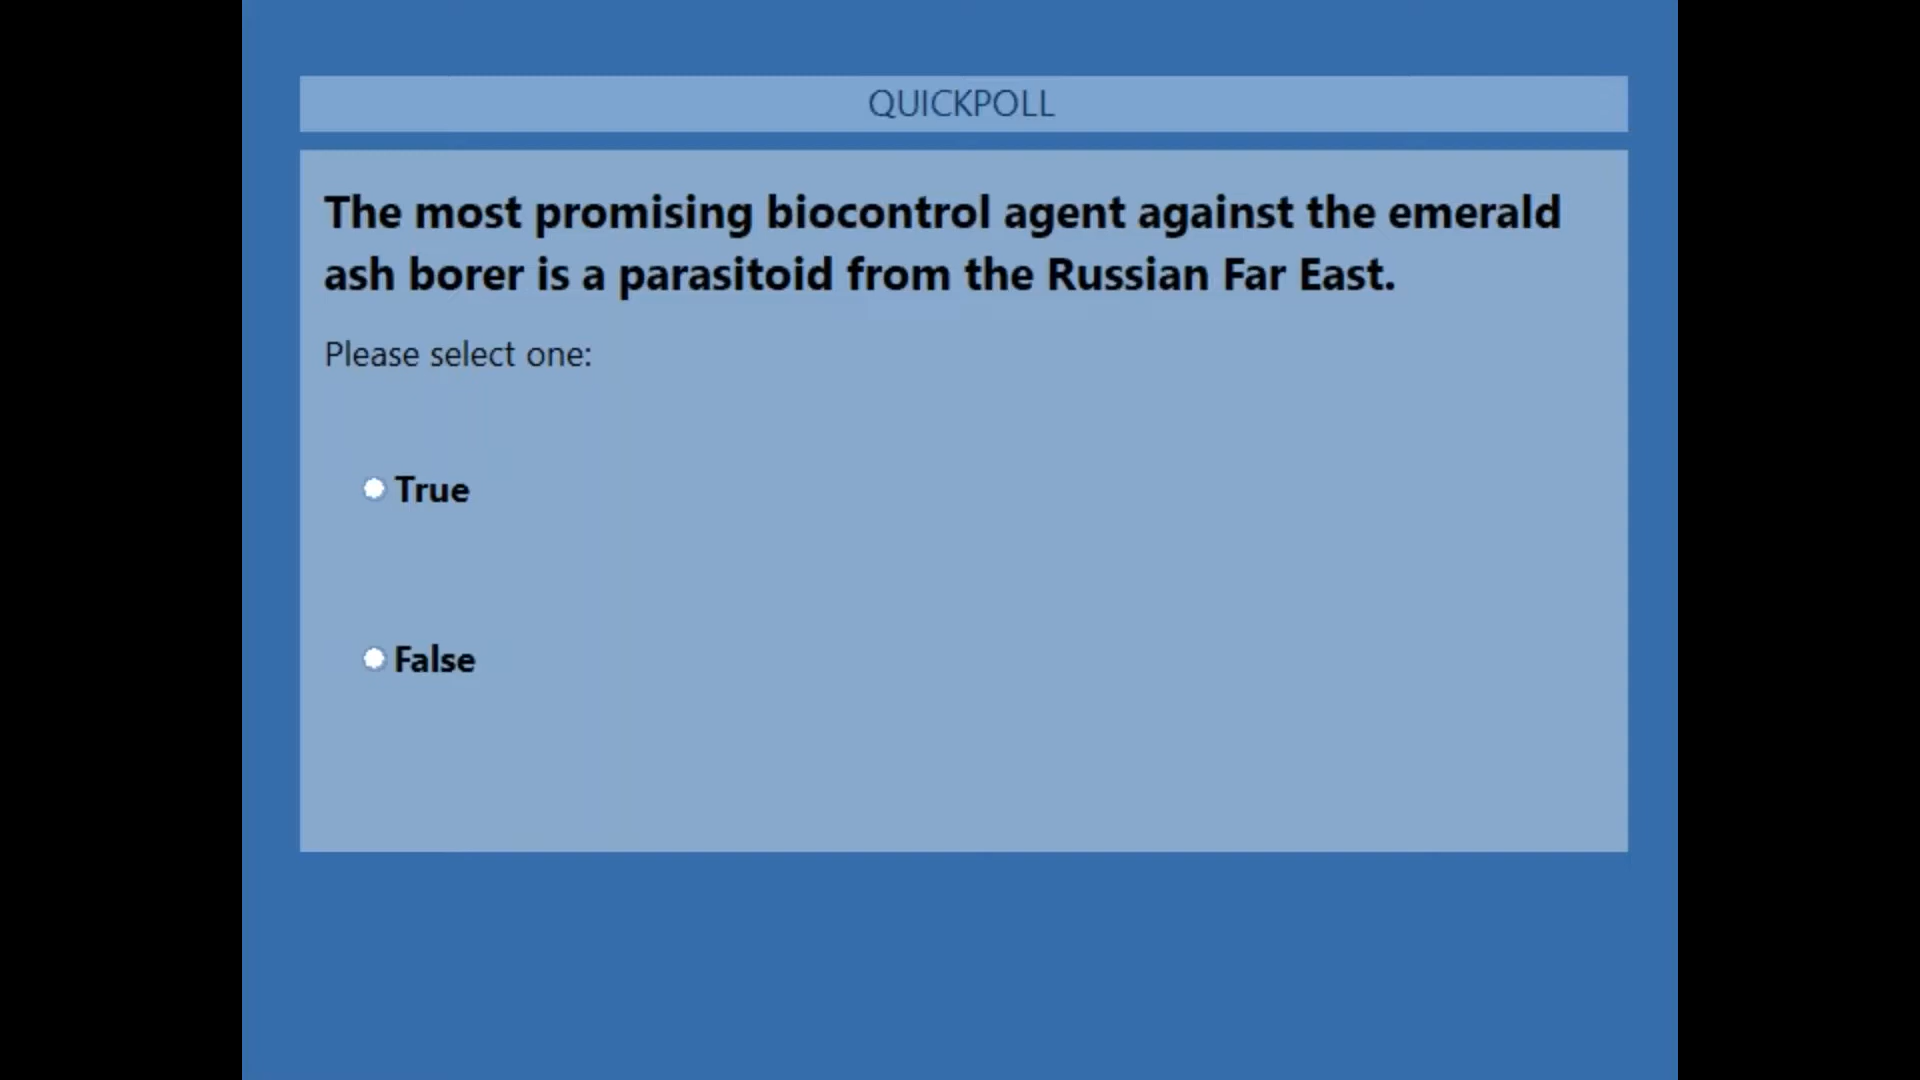 QUICKPOLL
The most promising biocontrol agent against the emerald
ash borer is a parasitoid from the Russian Far East.
Please select one:
True
False